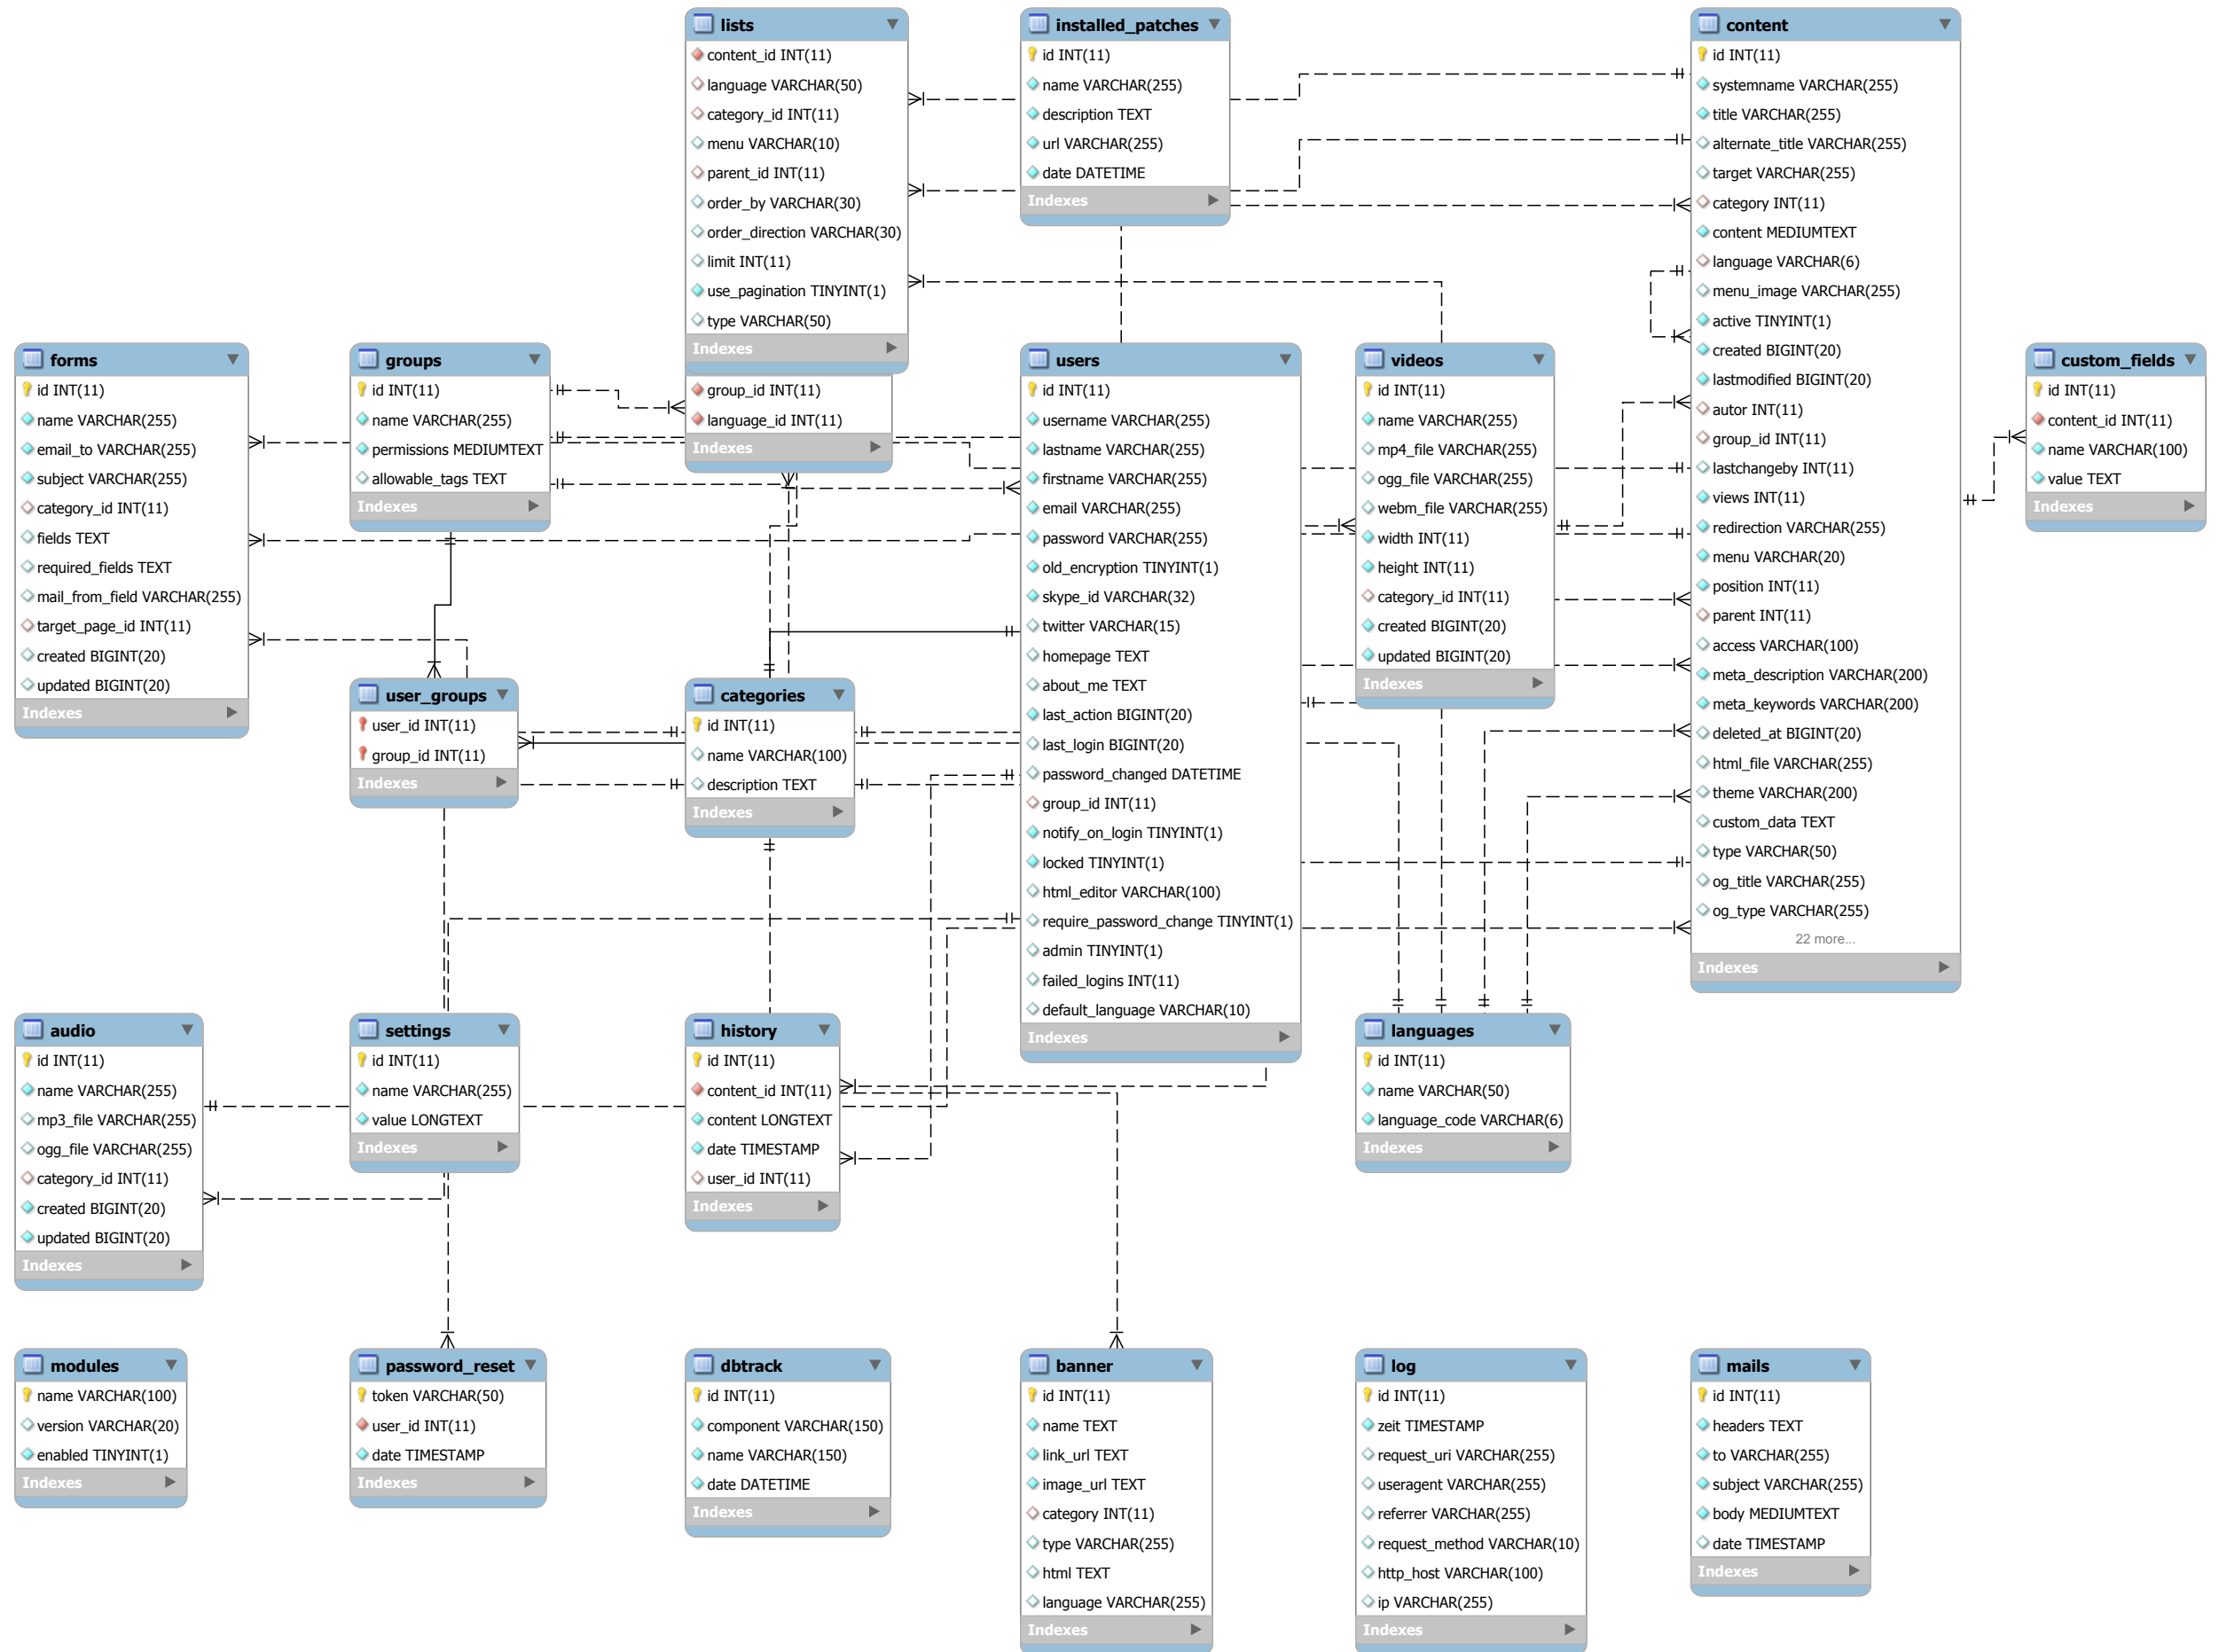 lists
content_id INT(11)
language VARCHAR(50)
category_id INT(11)
menu VARCHAR(10)
parent_id INT(11)
order_by VARCHAR(30)
order_direction VARCHAR(30)
limit INT(11)
use_pagination TINYINT(1)
type VARCHAR(50)
Indexes
group_id INT(11)
language_id INT(11)
Indexes
installed_patches
id INT(11)
name VARCHAR(255)
description TEXT
url VARCHAR(255)
date DATETIME
Indexes
content
id INT(11)
systemname VARCHAR(255)
title VARCHAR(255)
alternate_title VARCHAR(255)
target VARCHAR(255)
category INT(11)
content MEDIUMTEXT
language VARCHAR(6)
menu_image VARCHAR(255)
active TINYINT(1)
created BIGINT(20)
lastmodified BIGINT(20)
autor INT(11)
group_id INT(11)
lastchangeby INT(11)
views INT(11)
redirection VARCHAR(255)
menu VARCHAR(20)
position INT(11)
parent INT(11)
access VARCHAR(100)
meta_description VARCHAR(200)
meta_keywords VARCHAR(200)
deleted_at BIGINT(20)
html_file VARCHAR(255)
theme VARCHAR(200)
custom_data TEXT
type VARCHAR(50)
og_title VARCHAR(255)
og_type VARCHAR(255)
22 more...
Indexes
forms
id INT(11)
name VARCHAR(255)
email_to VARCHAR(255)
subject VARCHAR(255)
category_id INT(11)
fields TEXT
required_fields TEXT
mail_from_field VARCHAR(255)
target_page_id INT(11)
created BIGINT(20)
updated BIGINT(20)
Indexes
groups
id INT(11)
name VARCHAR(255)
permissions MEDIUMTEXT
allowable_tags TEXT
Indexes
users
id INT(11)
username VARCHAR(255)
lastname VARCHAR(255)
firstname VARCHAR(255)
email VARCHAR(255)
password VARCHAR(255)
old_encryption TINYINT(1)
skype_id VARCHAR(32)
twitter VARCHAR(15)
homepage TEXT
about_me TEXT
last_action BIGINT(20)
last_login BIGINT(20)
password_changed DATETIME
group_id INT(11)
notify_on_login TINYINT(1)
locked TINYINT(1)
html_editor VARCHAR(100)
require_password_change TINYINT(1)
admin TINYINT(1)
failed_logins INT(11)
default_language VARCHAR(10)
Indexes
videos
id INT(11)
name VARCHAR(255)
mp4_file VARCHAR(255)
ogg_file VARCHAR(255)
webm_file VARCHAR(255)
width INT(11)
height INT(11)
category_id INT(11)
created BIGINT(20)
updated BIGINT(20)
Indexes
custom_fields
id INT(11)
content_id INT(11)
name VARCHAR(100)
value TEXT
Indexes
user_groups
user_id INT(11)
group_id INT(11)
Indexes
categories
id INT(11)
name VARCHAR(100)
description TEXT
Indexes
audio
id INT(11)
name VARCHAR(255)
mp3_file VARCHAR(255)
ogg_file VARCHAR(255)
category_id INT(11)
created BIGINT(20)
updated BIGINT(20)
Indexes
settings
id INT(11)
name VARCHAR(255)
value LONGTEXT
Indexes
history
id INT(11)
content_id INT(11)
content LONGTEXT
date TIMESTAMP
user_id INT(11)
Indexes
languages
id INT(11)
name VARCHAR(50)
language_code VARCHAR(6)
Indexes
modules
name VARCHAR(100)
version VARCHAR(20)
enabled TINYINT(1)
Indexes
password_reset
token VARCHAR(50)
user_id INT(11)
date TIMESTAMP
Indexes
dbtrack
id INT(11)
component VARCHAR(150)
name VARCHAR(150)
date DATETIME
Indexes
banner
id INT(11)
name TEXT
link_url TEXT
image_url TEXT
category INT(11)
type VARCHAR(255)
html TEXT
language VARCHAR(255)
Indexes
log
id INT(11)
zeit TIMESTAMP
request_uri VARCHAR(255)
useragent VARCHAR(255)
referrer VARCHAR(255)
request_method VARCHAR(10)
http_host VARCHAR(100)
ip VARCHAR(255)
Indexes
mails
id INT(11)
headers TEXT
to VARCHAR(255)
subject VARCHAR(255)
body MEDIUMTEXT
date TIMESTAMP
Indexes